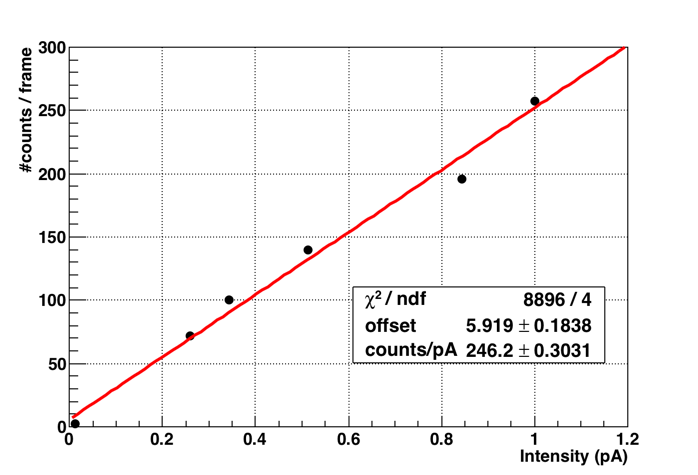 #counts / frame
300
250
200
150
100
50
0
χ² / ndf 8896 / 4
offset 5.919 ± 0.1838
counts/pA 246.2 ± 0.3031
0 0.2 0.4 0.6 0.8 1 1.2
Intensity (pA)